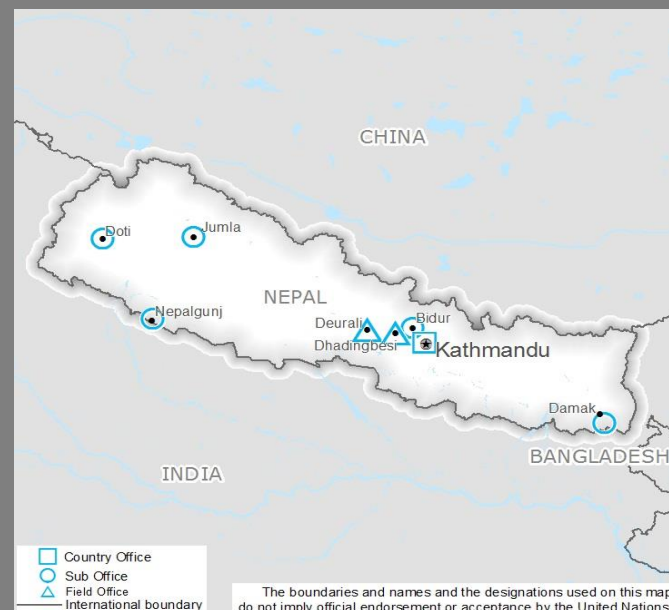 CHINA
Doti
Jumla
NEPAL
Nepalgunj
Deurali
Bidur
Dhadingbesi
Kathmandu
Damak
BANGLADESH
INDIA
Country Office
Sub Office
Field Office
International boundary
The boundaries and names and the designations used on this map
do not imply official endorsement or acceptance by the United Nations